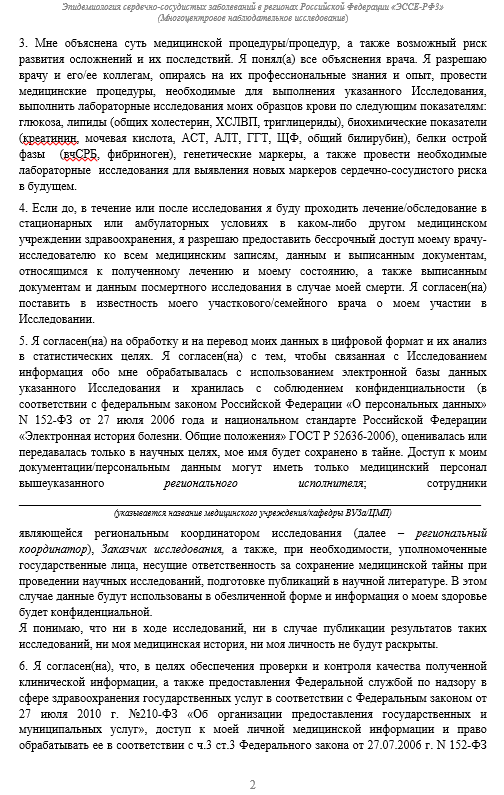 Эпидемиология сердечно-сосудистых заболеваний в регионах Российской Федерации «ЭССЕ-РФ3»
(Многоцентровое наблюдательное исследование)
3. Мне объяснена суть медицинской процедуры/процедур, а также возможный риск
развития осложнений и их последствий. Я понял(а) все объяснения врача. Я разрешаю
врачу и его/ее коллегам, опираясь на их профессиональные знания и опыт, провести
медицинские процедуры, необходимые для выполнения указанного Исследования,
выполнить лабораторные исследования моих образцов крови по следующим показателям:
глюкоза, липиды (общих холестерин, ХСЛВП, триглицериды), биохимические показатели
(креатинин, мочевая кислота, АСТ, АЛТ, ГГТ, ЩФ, общий билирубин), белки острой
фазы (вчСРБ, фибриноген), генетические маркеры, а также провести необходимые
лабораторные исследования для выявления новых маркеров сердечно-сосудистого риска
в будущем.
4. Если до, в течение или после исследования я буду проходить лечение/обследование в
стационарных или амбулаторных условиях в каком-либо другом медицинском
учреждении здравоохранения, я разрешаю предоставить бессрочный доступ моему врачу-
исследователю ко всем медицинским записям, данным и выписанным документам,
относящимся к полученному лечению и моему состоянию, а также выписанным
документам и данным посмертного исследования в случае моей смерти. Я согласен(на)
поставить в известность моего участкового/семейного врача о моем участии в
Исследовании.
5. Я согласен(на) на обработку и на перевод моих данных в цифровой формат и их анализ
в статистических целях. Я согласен(на) с тем, чтобы связанная с Исследованием
информация обо мне обрабатывалась с использованием электронной базы данных
указанного Исследования и хранилась с соблюдением конфиденциальности (в
соответствии с федеральным законом Российской Федерации «О персональных данных»
N 152-ФЗ от 27 июля 2006 года и национальном стандарте Российской Федерации
«Электронная история болезни. Общие положения» ГОСТ Р 52636-2006), оценивалась или
передавалась только в научных целях, мое имя будет сохранено в тайне. Доступ к моим
документации/персональным данным могут иметь только медицинский персонал
вышеуказанного регионального исполнителя; сотрудники
(указывается название медицинского учреждения/кафедры ВУЗа/ЦМП)
являющейся региональным координатором исследования (далее – региональный
координатор), Заказчик исследования, а также, при необходимости, уполномоченные
государственные лица, несущие ответственность за сохранение медицинской тайны при
проведении научных исследований, подготовке публикаций в научной литературе. В этом
случае данные будут использованы в обезличенной форме и информация о моем здоровье
будет конфиденциальной.
Я понимаю, что ни в ходе исследований, ни в случае публикации результатов таких
исследований, ни моя медицинская история, ни моя личность не будут раскрыты.
6. Я согласен(на), что, в целях обеспечения проверки и контроля качества полученной
клинической информации, а также предоставления Федеральной службой по надзору в
сфере здравоохранения государственных услуг в соответствии с Федеральным законом от
27 июля 2010 г. №210-ФЗ «Об организации предоставления государственных и
муниципальных услуг», доступ к моей личной медицинской информации и право
обрабатывать ее в соответствии с ч.3 ст.3 Федерального закона от 27.07.2006 г. N 152-ФЗ
2